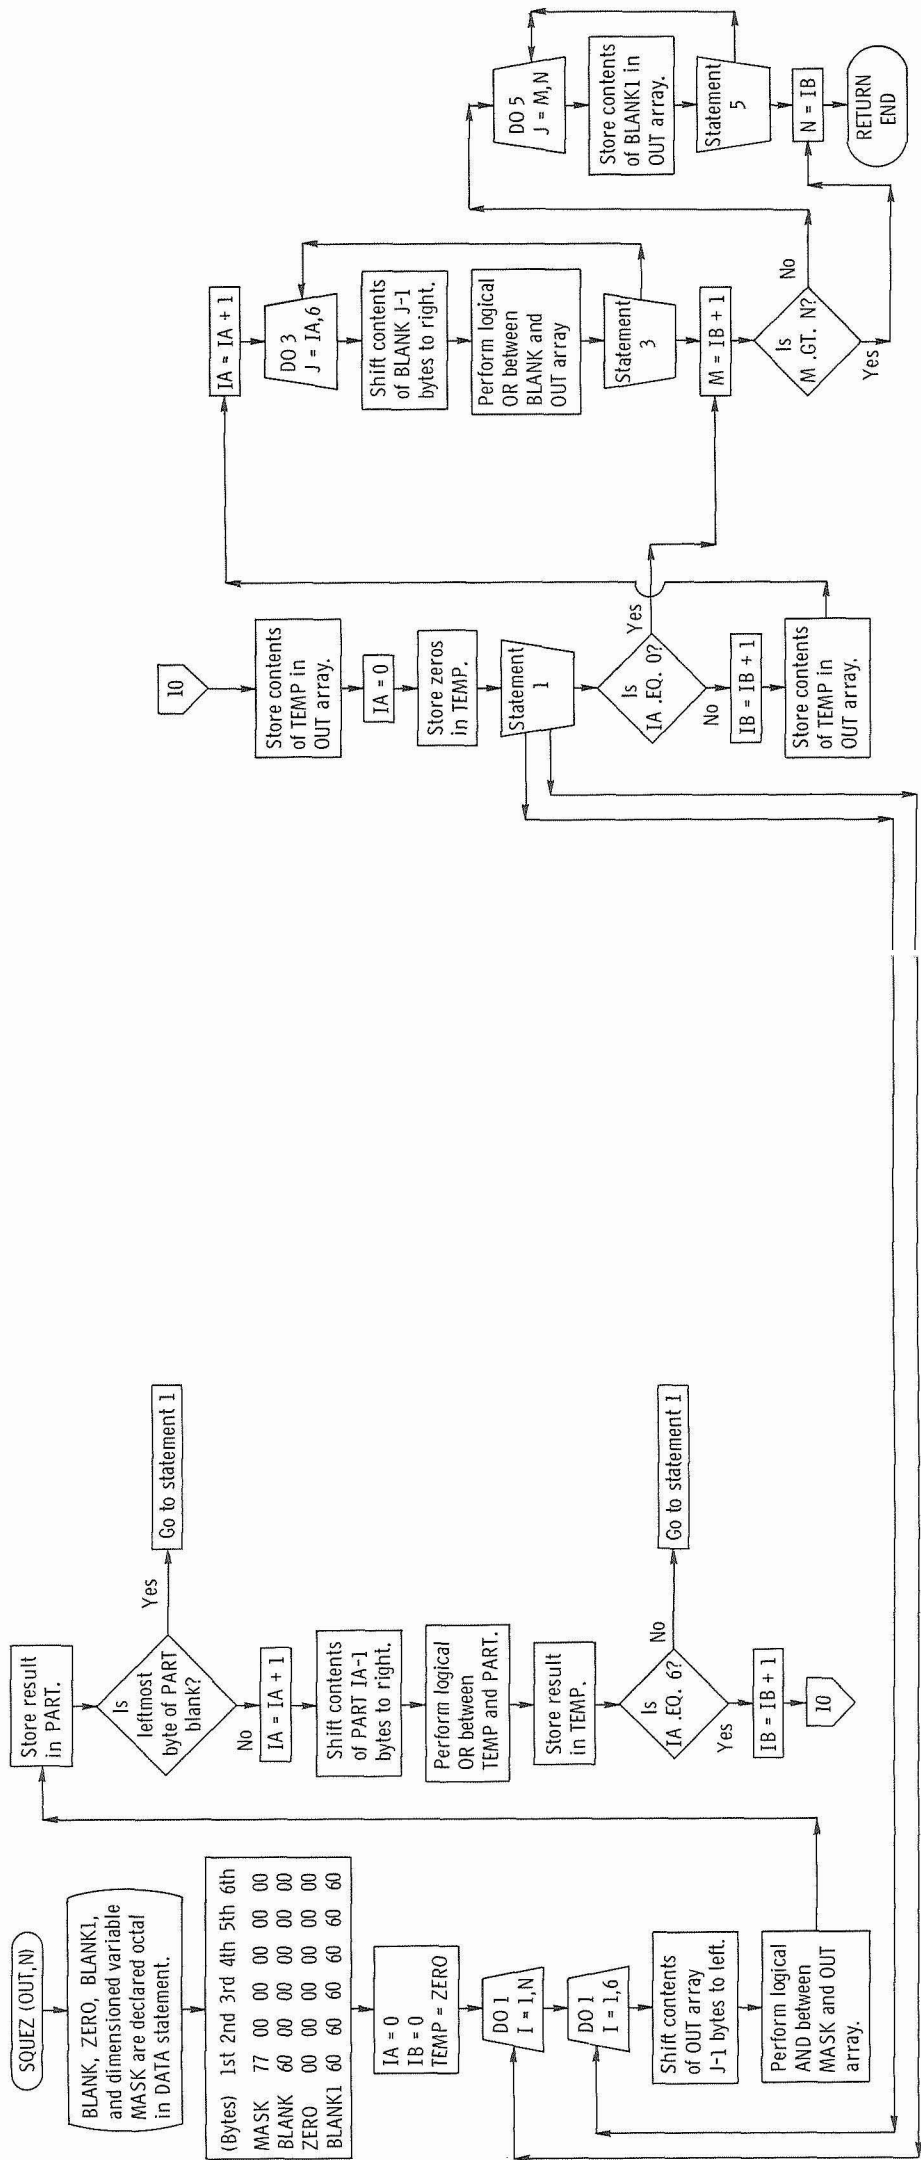 SQUEZ (OUT,N)
BLANK, ZERO, BLANK1,
and dimensioned variable
MASK are declared octal
in DATA statement.
(Bytes) 1st 2nd 3rd 4th 5th 6th
MASK 77 00 00 00 00 00
BLANK 60 00 00 00 00 00
ZERO 00 00 00 00 00 00
BLANK1 60 60 60 60 60 60
IA = 0
IB = 0
TEMP = ZERO
DO 1
I = 1,N
DO 1
I = 1,6
Shift contents
of OUT array
J-1 bytes to left.
Perform logical
AND between
MASK and OUT
array.
Store result
in PART.
Is
leftmost
byte of PART
blank?
Yes
Go to statement 1
No
IA = IA + 1
Shift contents
of PART IA-1
bytes to right.
Perform logical
OR between
TEMP and PART.
Store result
in TEMP.
Is
IA .EQ. 6?
No
Go to statement 1
Yes
IB = IB + 1
10
10
Store contents
of TEMP in
OUT array.
IA = 0
Store zeros
in TEMP.
Statement
1
Is
IA .EQ. 0?
Yes
No
IB = IB + 1
Store contents
of TEMP in
OUT array.
IA = IA + 1
DO 3
J = IA,6
Shift contents
of BLANK J-1
bytes to right.
Perform logical
OR between
BLANK and
OUT array
Statement
3
M = IB + 1
Is
M .GT. N?
No
Yes
DO 5
J = M,N
Store contents
of BLANK1 in
OUT array.
Statement
5
N = IB
RETURN
END